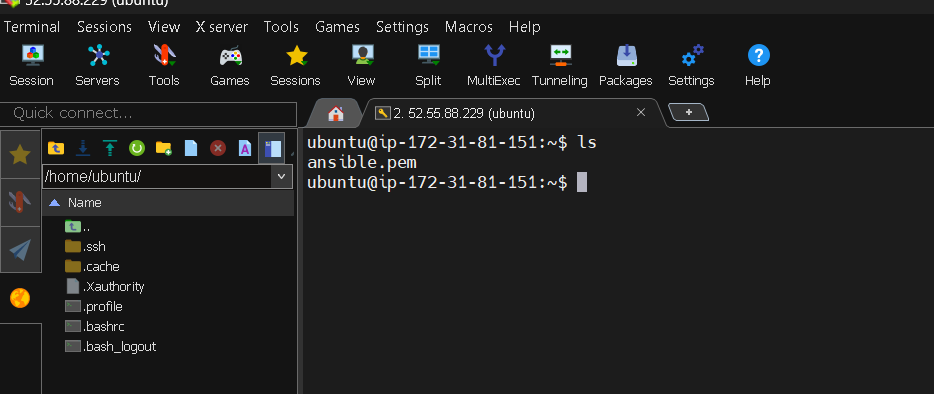 52.55.88.229 (ubuntu)
Terminal Sessions View X server Tools Games Settings Macros Help
Session Servers Tools Games Sessions View Split MultiExec Tunneling Packages Settings Help
Quick connect...
2. 52.55.88.229 (ubuntu)
/home/ubuntu/
Name
..
.ssh
.cache
.Xauthority
.profile
.bashrc
.bash_logout
ubuntu@ip-172-31-81-151:~$ ls
ansible.pem
ubuntu@ip-172-31-81-151:~$